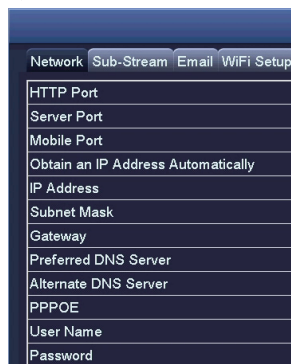 Network Sub-Stream Email WiFi Setup
HTTP Port
Server Port
Mobile Port
Obtain an IP Address Automatically
IP Address
Subnet Mask
Gateway
Preferred DNS Server
Alternate DNS Server
PPPOE
User Name
Password